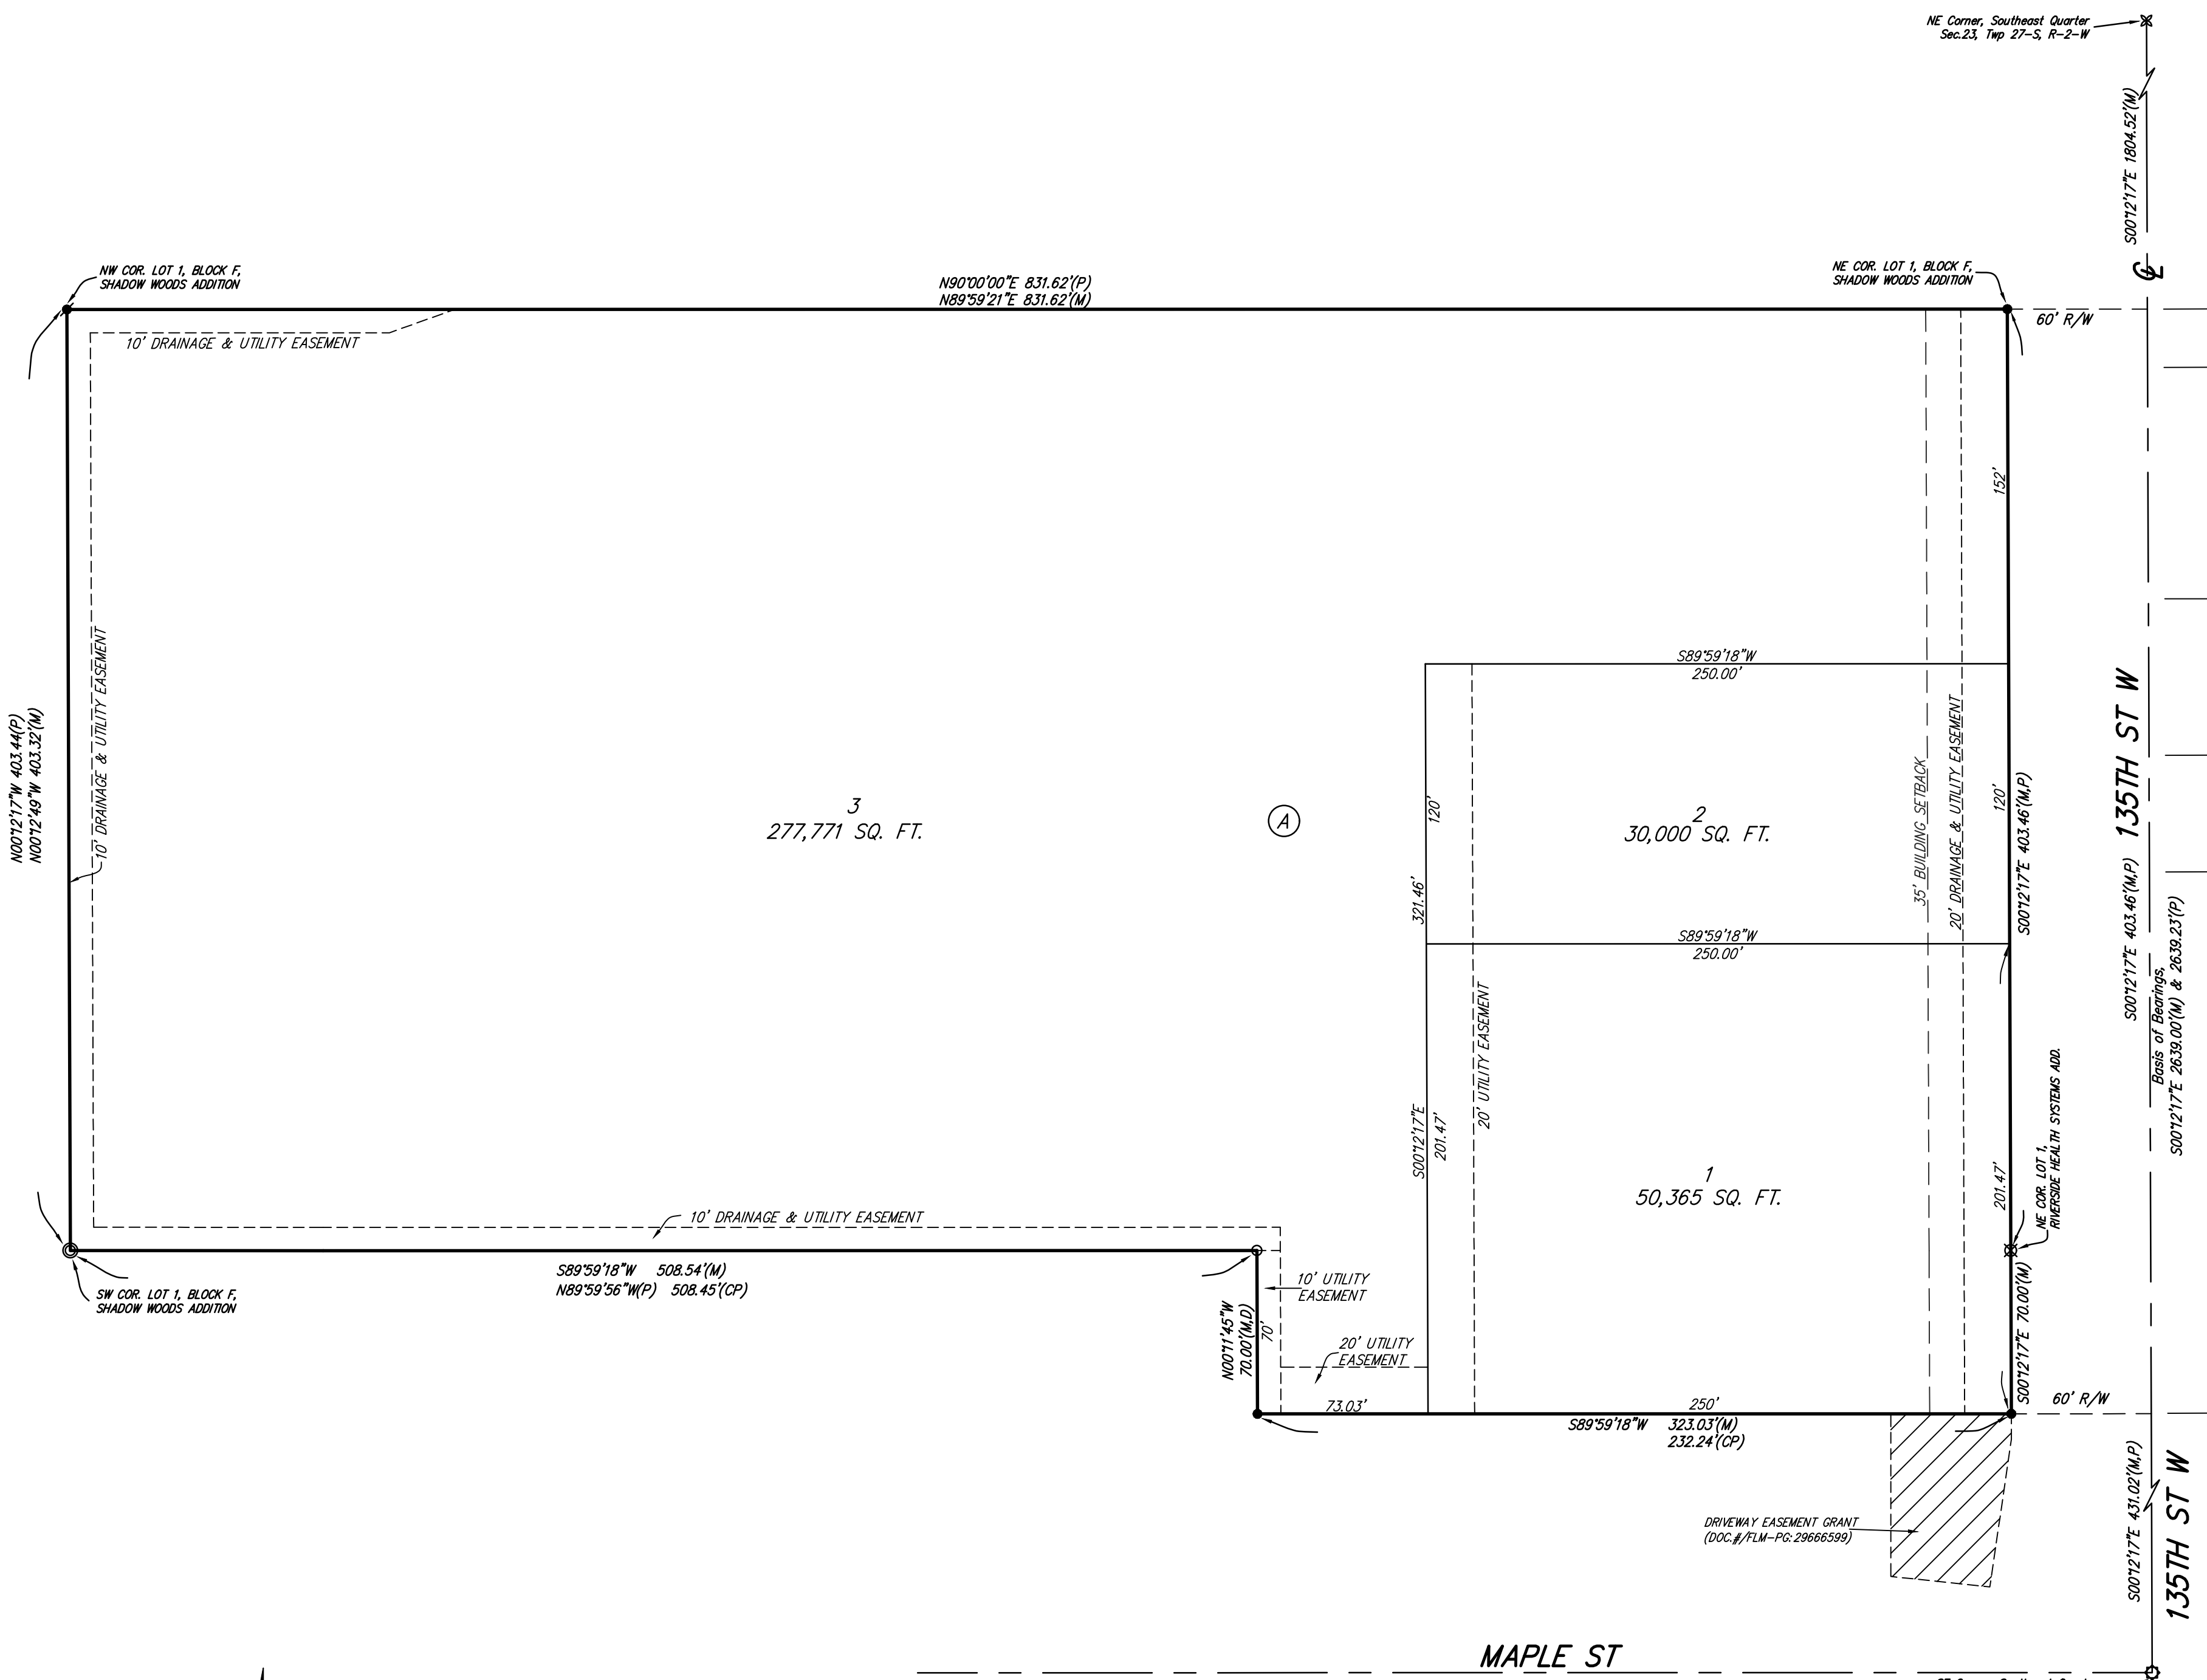 NE Corner, Southeast Quarter
Sec.23, Twp 27-S, R-2-W
S00°12'17"E 1804.52'(M)
NW COR. LOT 1, BLOCK F,
SHADOW WOODS ADDITION
N90°00'00"E 831.62'(P)
N89°59'21"E 831.62'(M)
NE COR. LOT 1, BLOCK F,
SHADOW WOODS ADDITION
60' R/W
10' DRAINAGE & UTILITY EASEMENT
152'
10' DRAINAGE & UTILITY EASEMENT
N00°12'17"W 403.44(P)
N00°12'49"W 403.32'(M)
S89°59'18"W
250.00'
3
277,771 SQ. FT.
A
120'
2
30,000 SQ. FT.
35' BUILDING SETBACK
20' DRAINAGE & UTILITY EASEMENT
120'
S00°12'17"E 403.46'(M,P)
135TH ST W
S00°12'17"E 403.46'(M,P)
Basis of Bearings,
S00°12'17"E 2639.00'(M) & 2639.23'(P)
321.46'
S89°59'18"W
250.00'
20' UTILITY EASEMENT
S00°12'17"E
201.47'
1
50,365 SQ. FT.
201.47'
NE COR. LOT 1,
RIVERSIDE HEALTH SYSTEMS ADD.
10' DRAINAGE & UTILITY EASEMENT
S89°59'18"W 508.54'(M)
N89°59'56"W(P) 508.45'(CP)
SW COR. LOT 1, BLOCK F,
SHADOW WOODS ADDITION
10' UTILITY
EASEMENT
N00°11'45"W
70.00'(M,D)
70'
20' UTILITY
EASEMENT
S00°12'17"E 70.00'(M)
73.03'
250'
S89°59'18"W 323.03'(M)
232.24'(CP)
60' R/W
DRIVEWAY EASEMENT GRANT
(DOC.#/FLM-PG: 29666599)
S00°12'17"E 431.02'(M,P)
135TH ST W
MAPLE ST